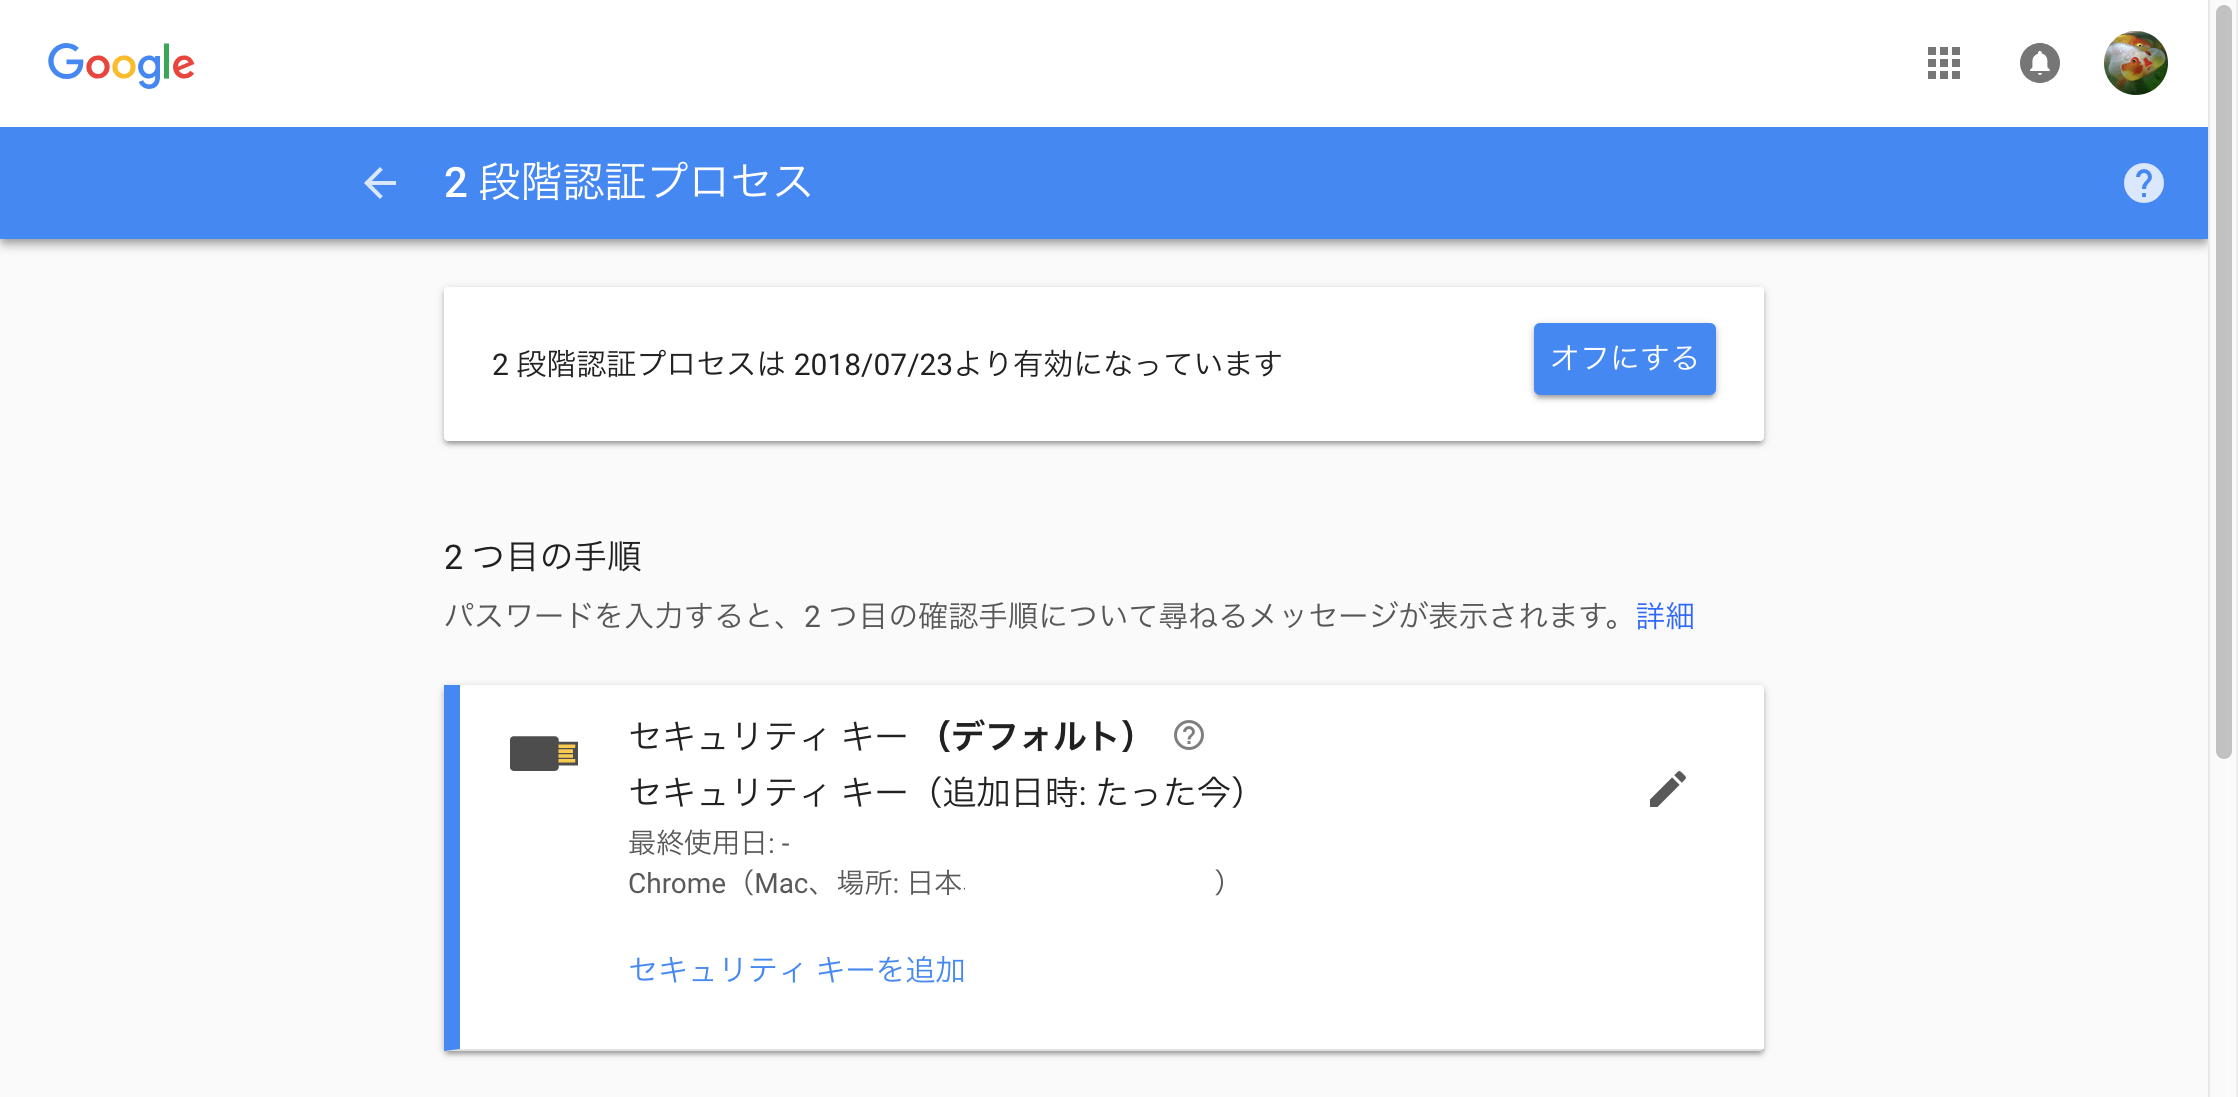 Google
2 段階認証プロセス
2 段階認証プロセスは 2018/07/23より有効になっています
オフにする
2 つ目の手順
パスワードを入力すると、2 つ目の確認手順について尋ねるメッセージが表示されます。詳細
セキュリティ キー （デフォルト）
セキュリティ キー（追加日時: たった今）
最終使用日: -
Chrome（Mac、場所: 日本 ）
セキュリティ キーを追加